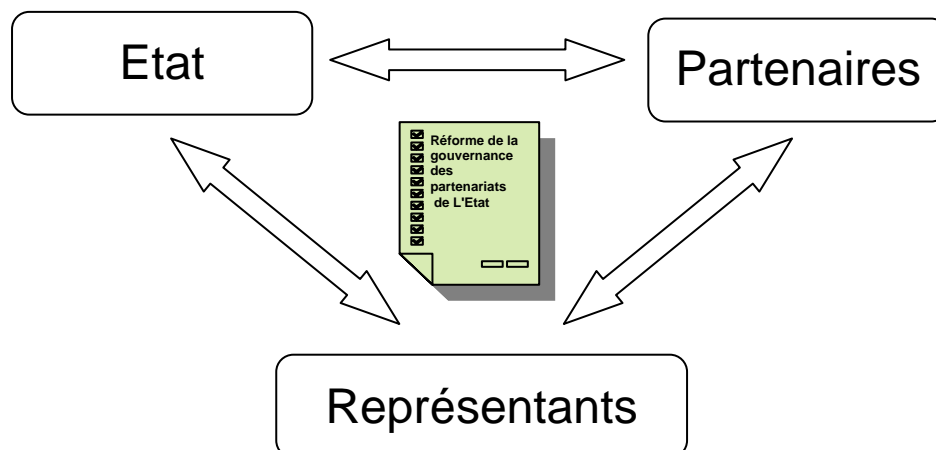 Etat
Partenaires
Réforme de la
gouvernance
des
partenariats
de L'Etat
Représentants